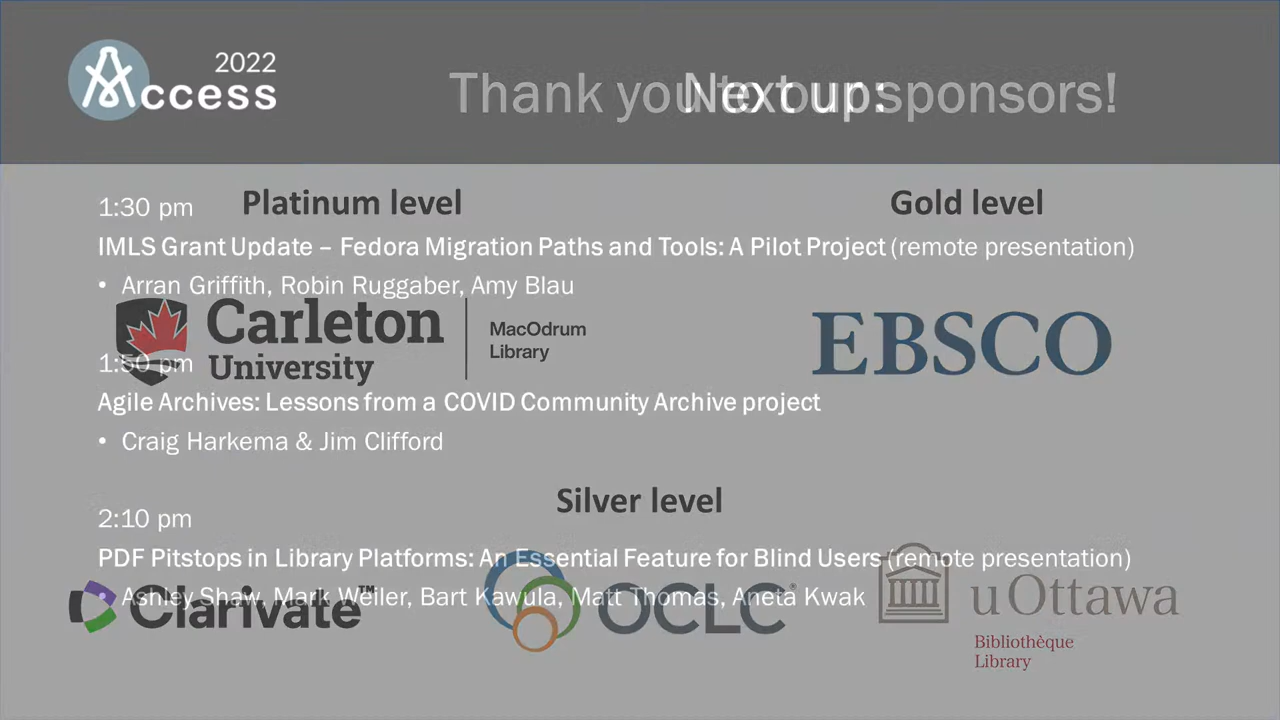 2022
Access
Thank you to our sponsors!
Next up:
Platinum level
Gold level
1:30 pm
IMLS Grant Update – Fedora Migration Paths and Tools: A Pilot Project (remote presentation)
• Arran Griffith, Robin Ruggaber, Amy Blau
Carleton
University
MacOdrum
Library
EBSCO
1:50 pm
Agile Archives: Lessons from a COVID Community Archive project
• Craig Harkema & Jim Clifford
Silver level
2:10 pm
PDF Pitstops in Library Platforms: An Essential Feature for Blind Users (remote presentation)
• Ashley Shaw, Mark Weiler, Bart Kawula, Matt Thomas, Aneta Kwak
Clarivate™
OCLC®
uOttawa
Bibliothèque
Library